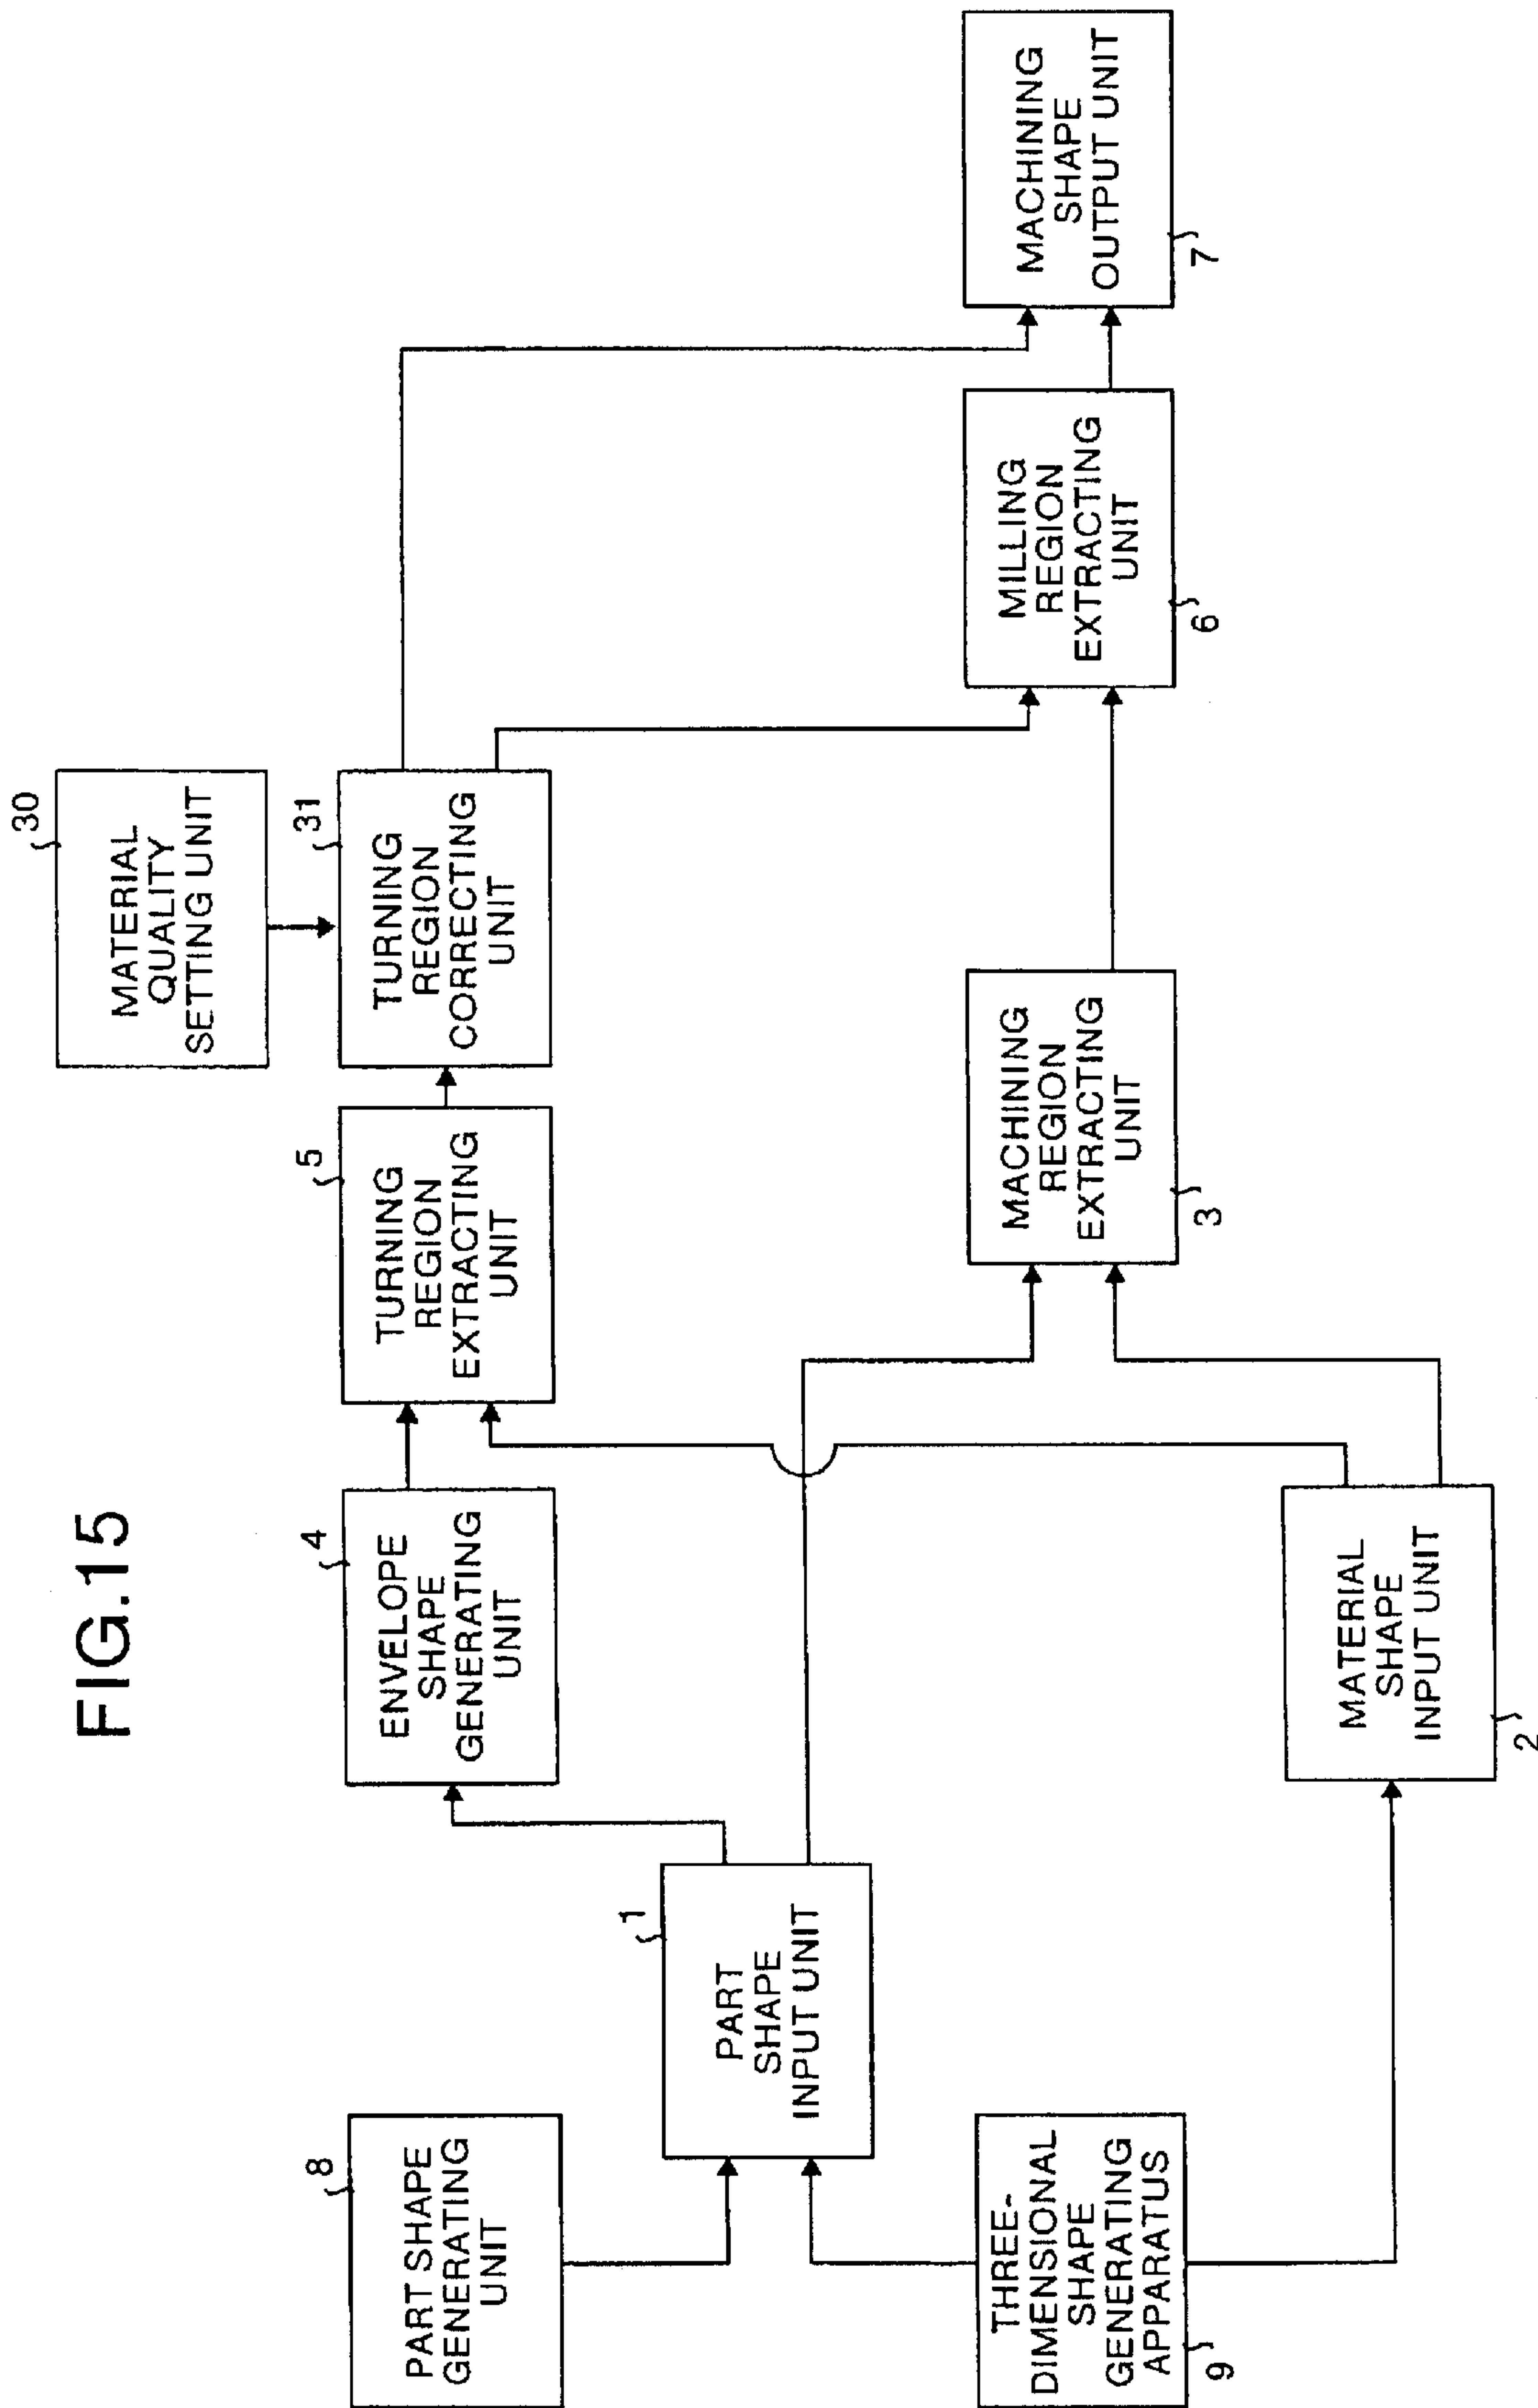 FIG.15
8
PART SHAPE
GENERATING
UNIT
THREE-
DIMENSIONAL
SHAPE
GENERATING
APPARATUS
9
1
PART
SHAPE
INPUT UNIT
4
ENVELOPE
SHAPE
GENERATING
UNIT
MATERIAL
SHAPE
INPUT UNIT
2
5
TURNING
REGION
EXTRACTING
UNIT
MACHINING
REGION
EXTRACTING
UNIT
3
30
MATERIAL
QUALITY
SETTING UNIT
31
TURNING
REGION
CORRECTING
UNIT
MILLING
REGION
EXTRACTING
UNIT
6
MACHINING
SHAPE
OUTPUT UNIT
7